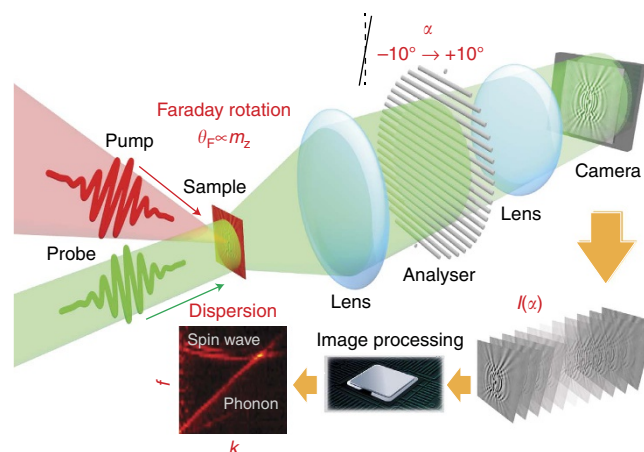 α
−10° → +10°
Faraday rotation
θF∝mz
Pump
Sample
Camera
Lens
Probe
Analyser
Lens
Dispersion
I(α)
Spin wave
Image processing
f
Phonon
k